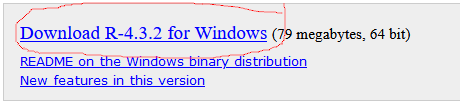 Download R-4.3.2 for Windows (79 megabytes, 64 bit)
README on the Windows binary distribution
New features in this version